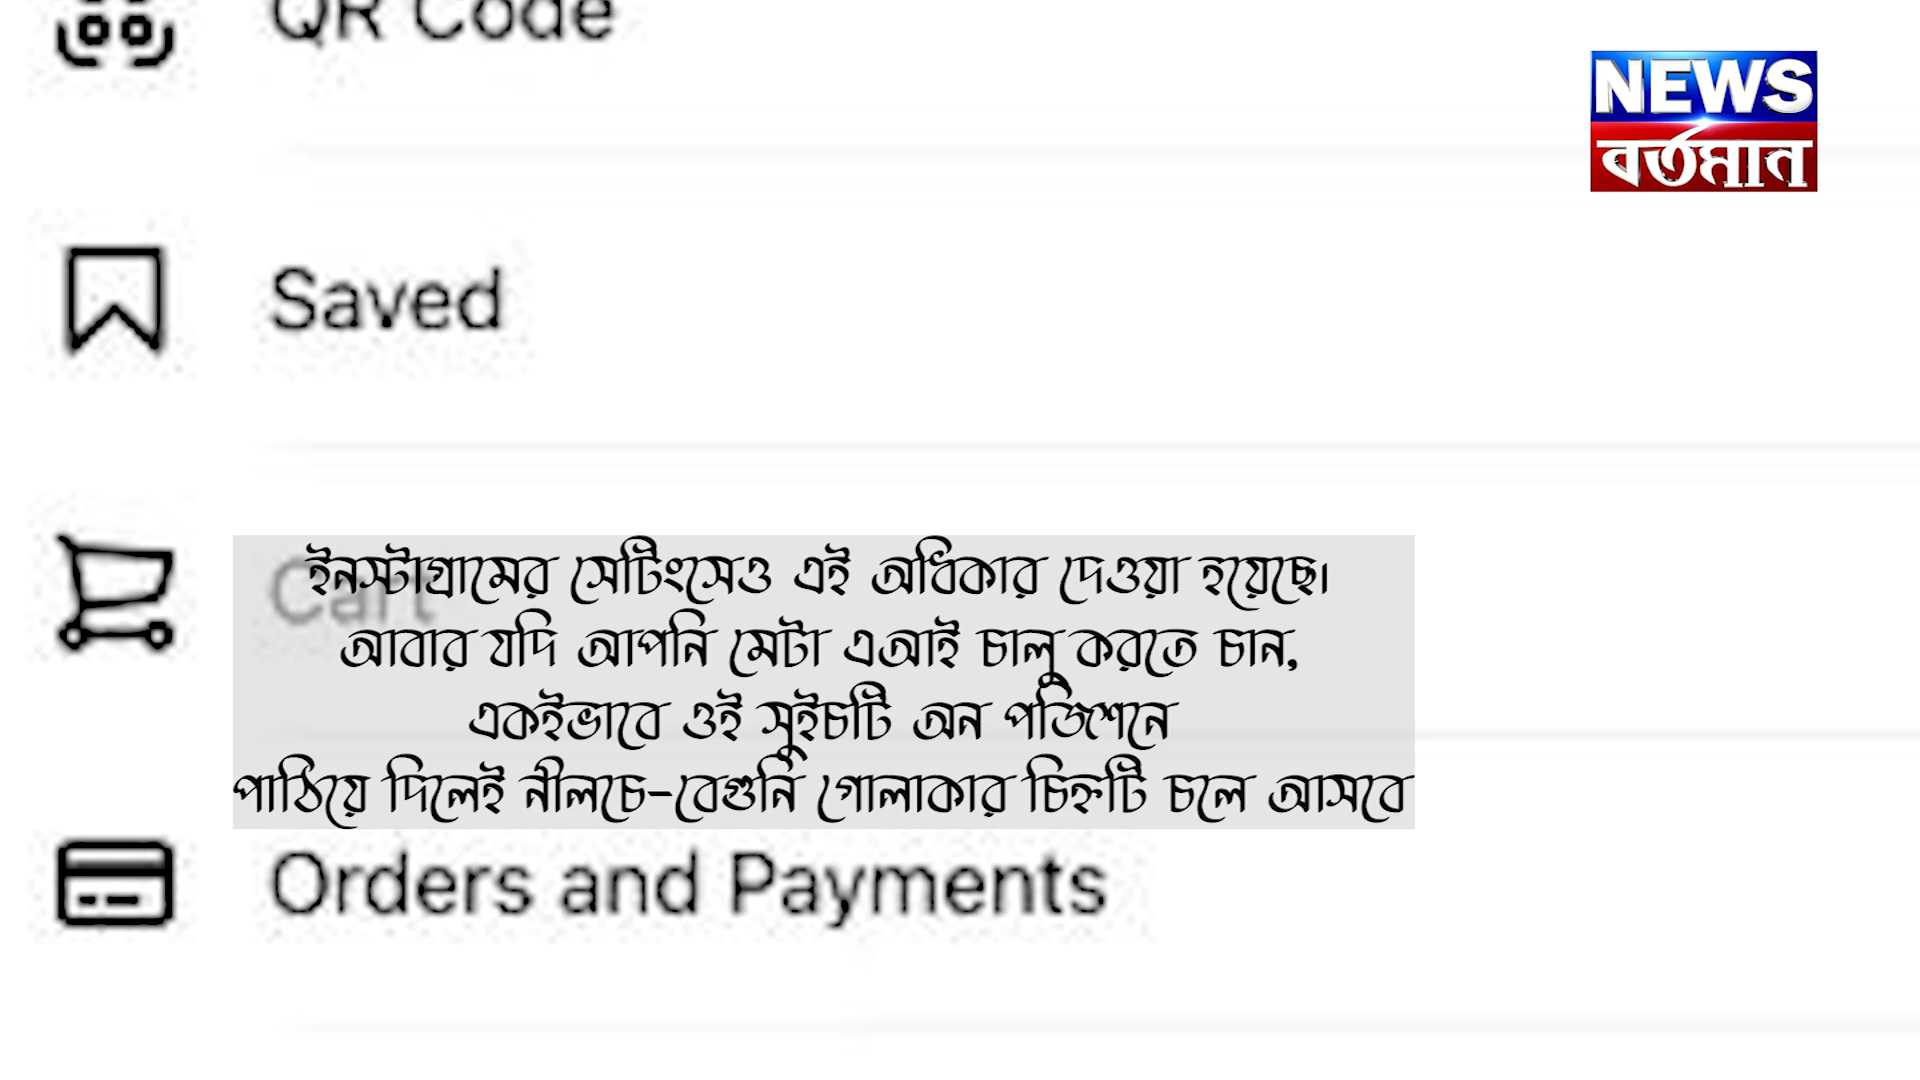 QR Code
NEWS
বর্তমান
Saved
Cart
ইনস্টাগ্রামের সেটিংসেও এই অধিকার দেওয়া হয়েছে।
আবার যদি আপনি মেটা এআই চালু করতে চান,
একইভাবে ওই সুইচটি অন পজিশনে
পাঠিয়ে দিলেই নীলচে-বেগুনি গোলাকার চিহ্নটি চলে আসবে
Orders and Payments